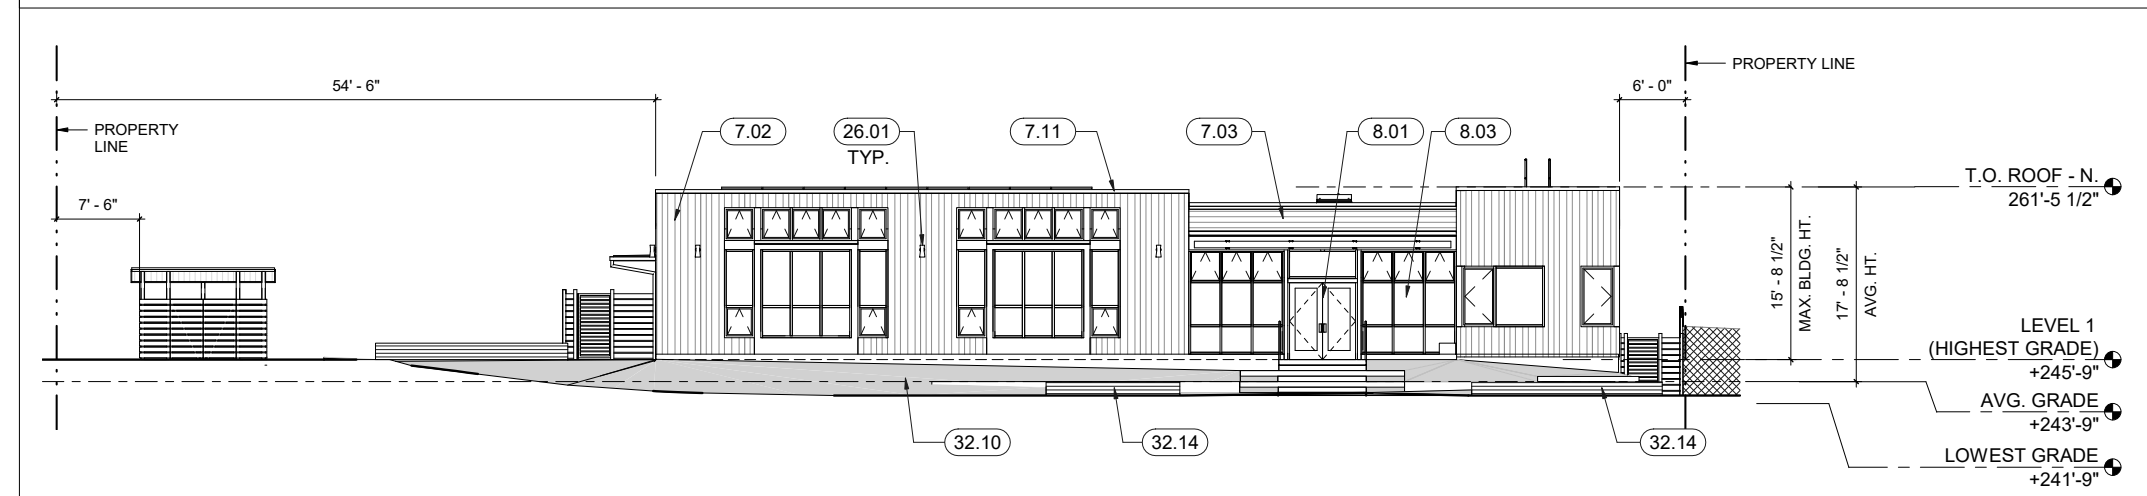 PROPERTY LINE
54' - 6"
6' - 0"
PROPERTY
LINE
7.02
26.01
TYP.
7.11
7.03
8.01
8.03
T.O. ROOF - N.
261'-5 1/2"
7' - 6"
15' - 8 1/2"
MAX. BLDG. HT.
17' - 8 1/2"
AVG. HT.
LEVEL 1
(HIGHEST GRADE)
+245'-9"
AVG. GRADE
+243'-9"
32.10
32.14
32.14
LOWEST GRADE
+241'-9"